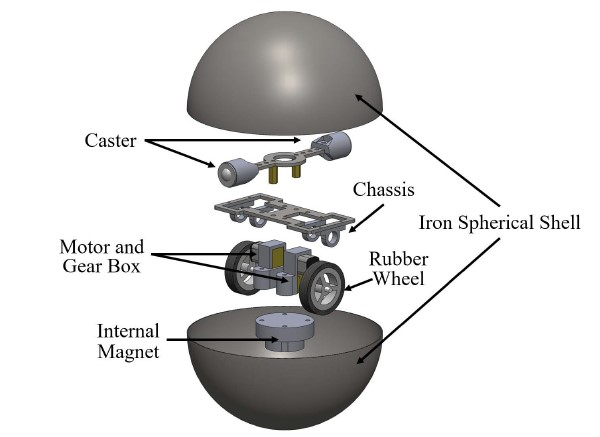 Caster
Chassis
Iron Spherical Shell
Motor and
Gear Box
Rubber
Wheel
Internal
Magnet